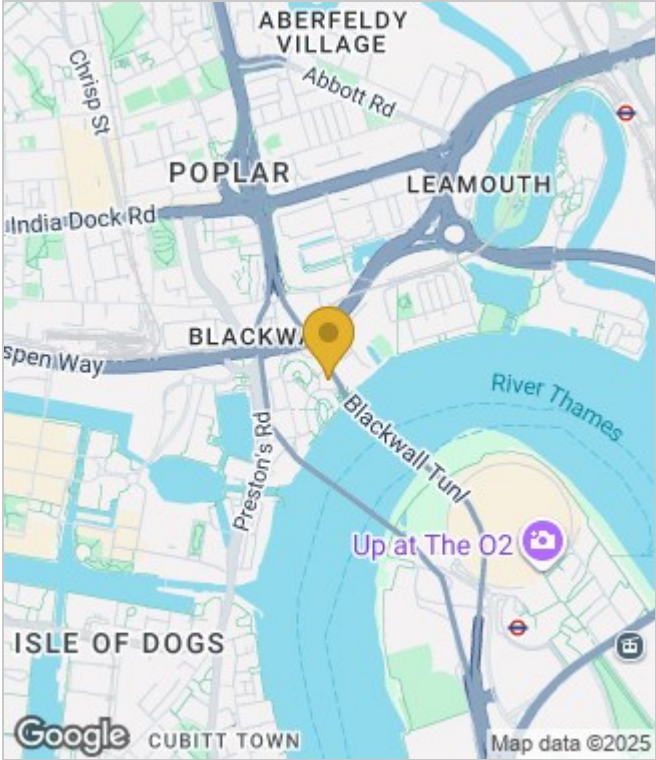 ABERFELDY
VILLAGE
Chrisp St
Abbott Rd
POPLAR
LEAMOUTH
India Dock Rd
BLACKWA
spen Way
River Thames
Blackwall Tun
Preston's Rd
Up at The O2
ISLE OF DOGS
Google
CUBITT TOWN
Map data ©2025